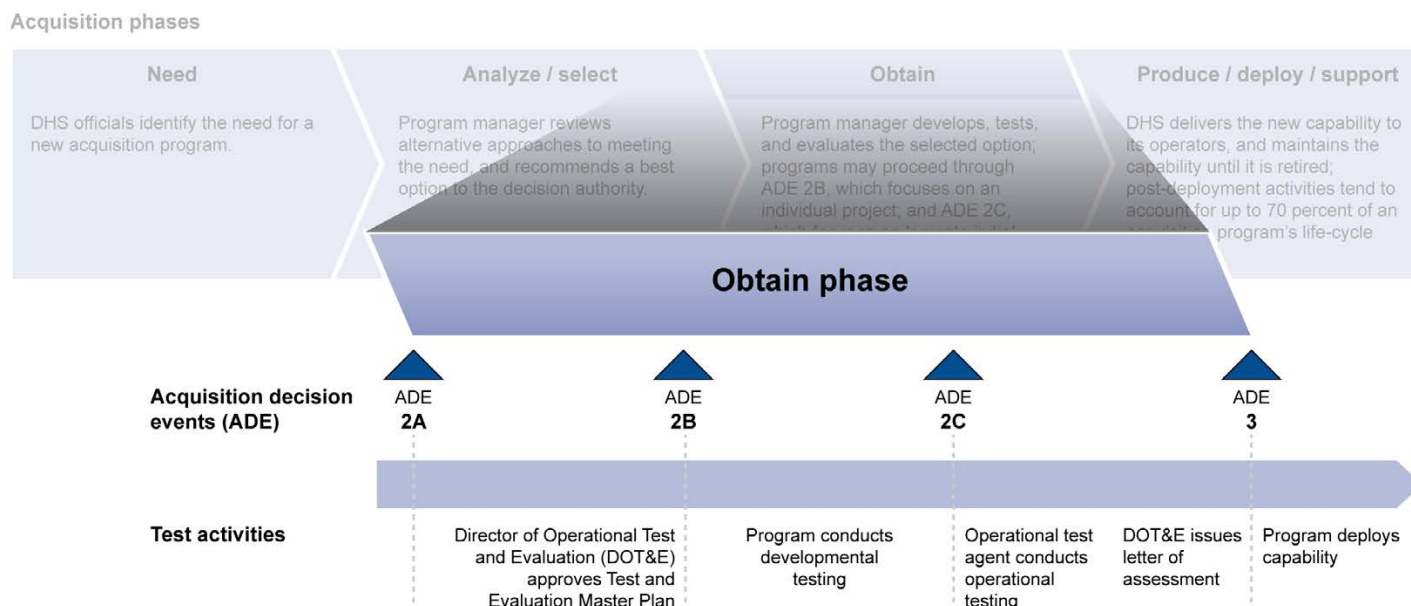 Acquisition phases
Need
DHS officials identify the need for a
new acquisition program.
Analyze / select
Program manager reviews
alternative approaches to meeting
the need, and recommends a best
option to the decision authority.
Obtain
Program manager develops, tests,
and evaluates the selected option;
programs may proceed through
ADE 2B, which focuses on an
individual project; and ADE 2C,
Produce / deploy / support
DHS delivers the new capability to
its operators, and maintains the
capability until it is retired;
post-deployment activities tend to
account for up to 70 percent of an
program's life-cycle
Obtain phase
Acquisition decision
events (ADE)
ADE
2A
ADE
2B
ADE
2C
ADE
3
Test activities
Director of Operational Test
and Evaluation (DOT&E)
approves Test and
Evaluation Master Plan
Program conducts
developmental
testing
Operational test
agent conducts
operational
testing
DOT&E issues
letter of
assessment
Program deploys
capability